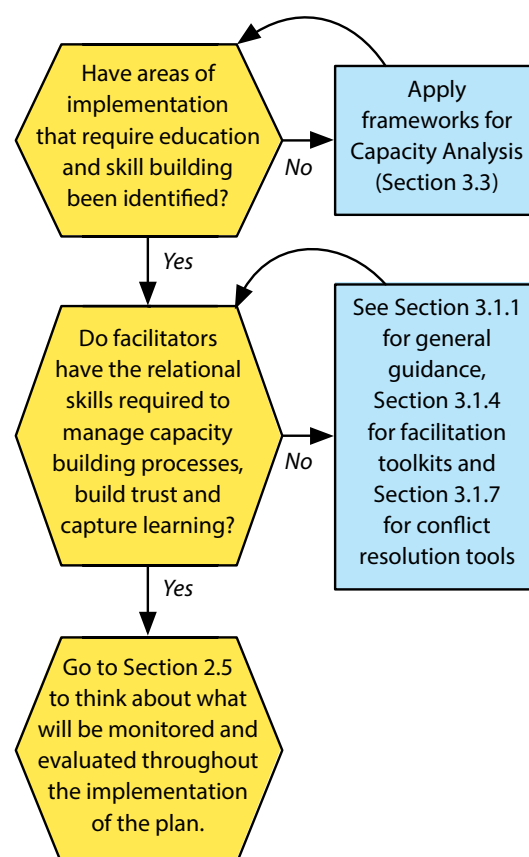 Have areas of
implementation
that require education
and skill building
been identified?
No
Apply
frameworks for
Capacity Analysis
(Section 3.3)
Yes
Do facilitators
have the relational
skills required to
manage capacity
building processes,
build trust and
capture learning?
No
See Section 3.1.1
for general
guidance,
Section 3.1.4
for facilitation
toolkits and
Section 3.1.7
for conflict
resolution tools
Yes
Go to Section 2.5
to think about what
will be monitored and
evaluated throughout
the implementation
of the plan.